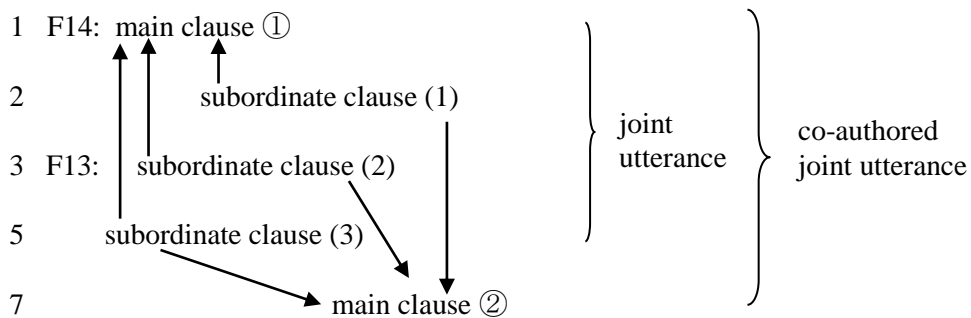 1 F14: main clause ①
2 subordinate clause (1)
joint
utterance
co-authored
joint utterance
3 F13: subordinate clause (2)
5 subordinate clause (3)
7 main clause ②